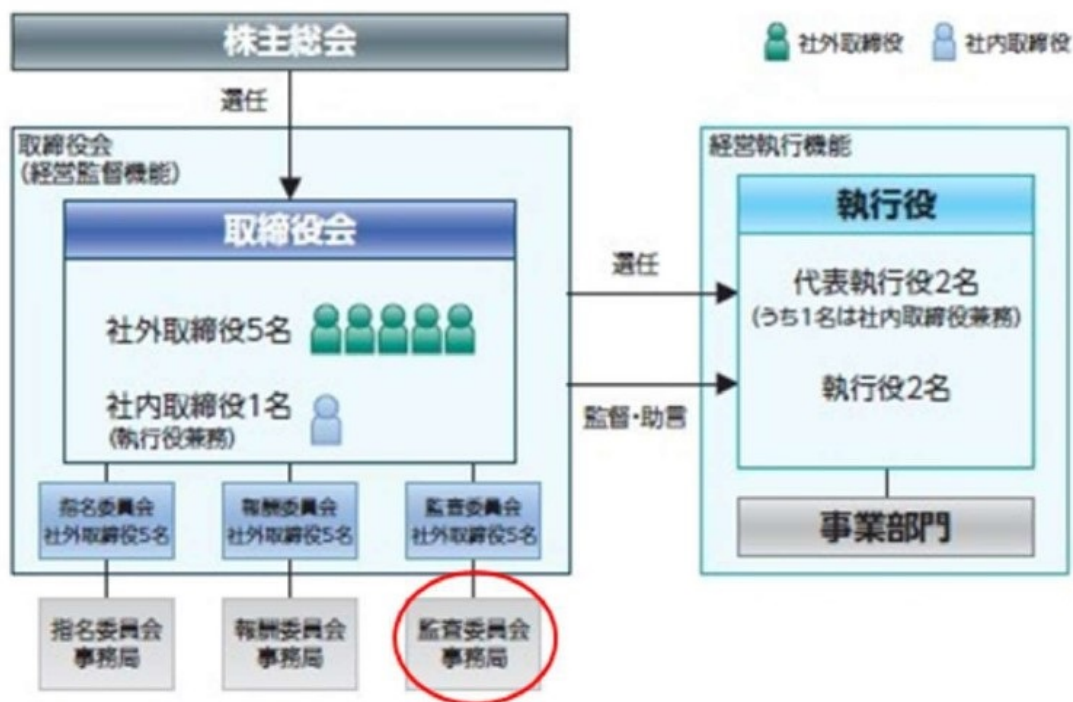 株主総会
社外取締役
社内取締役
選任
取締役会
(経営監督機能)
取締役会
社外取締役5名
社内取締役1名
(執行役兼務)
指名委員会
社外取締役5名
報酬委員会
社外取締役5名
監査委員会
社外取締役5名
指名委員会
事務局
報酬委員会
事務局
監査委員会
事務局
選任
監督・助言
経営執行機能
執行役
代表執行役2名
(うち1名は社内取締役兼務)
執行役2名
事業部門